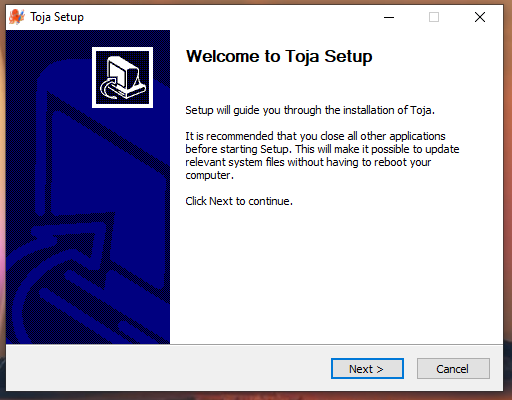 Toja Setup
Welcome to Toja Setup
Setup will guide you through the installation of Toja.
It is recommended that you close all other applications
before starting Setup. This will make it possible to update
relevant system files without having to reboot your
computer.
Click Next to continue.
Next >
Cancel